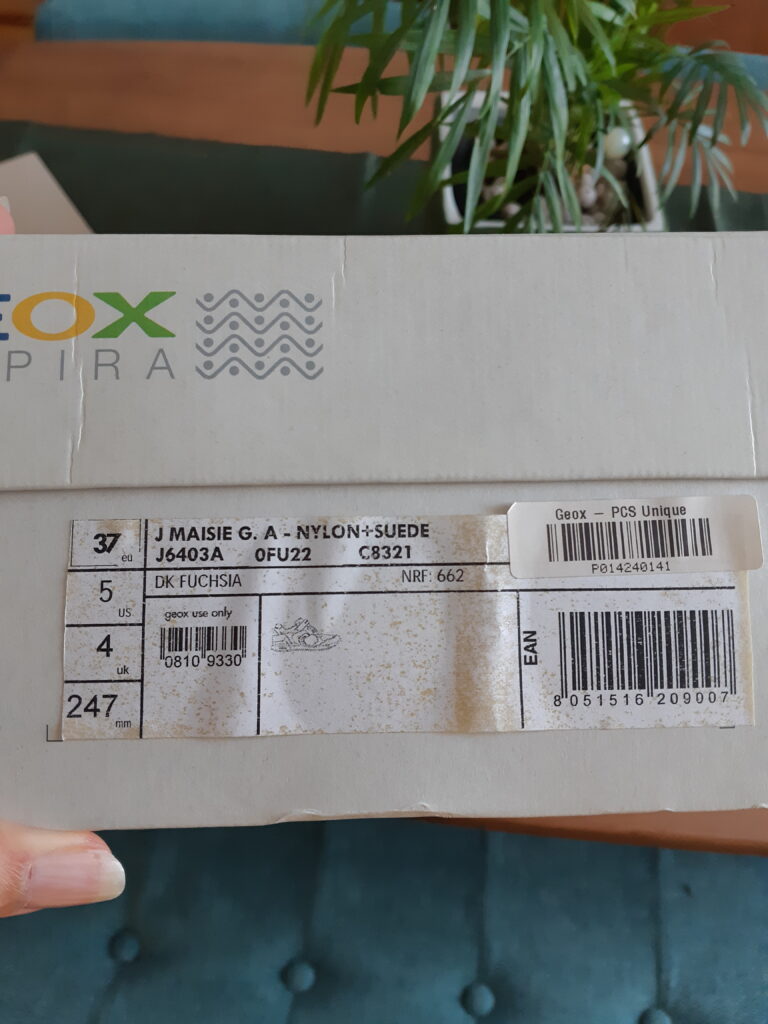 EOX
PIRA
Geox - PCS Unique
P014240141
37 eu
J MAISIE G. A - NYLON+SUEDE
J6403A 0FU22 C8321
5 US
DK FUCHSIA NRF: 662
geox use only
0810 9330
4 uk
247 mm
EAN
8 051516 209007